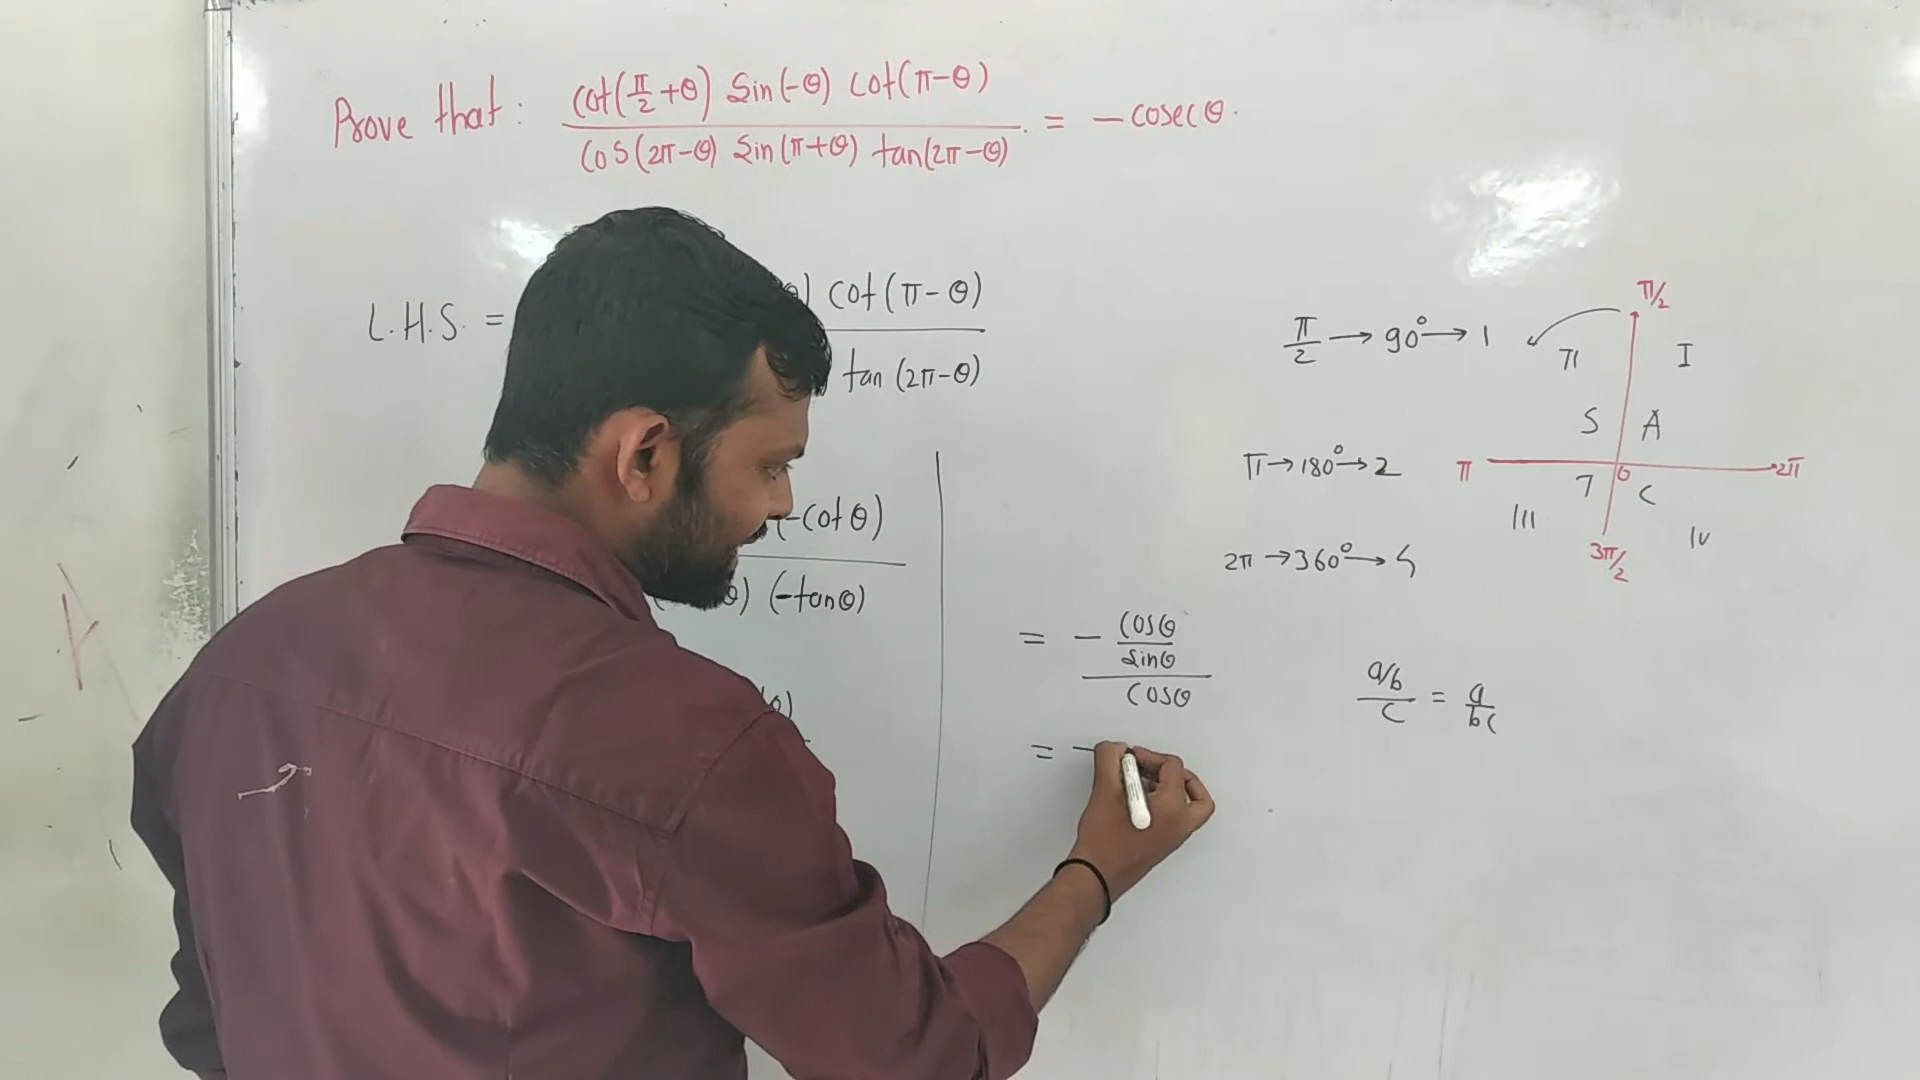 Prove that : cot(π/2+θ) Sin(-θ) cot(π-θ) / cos(2π-θ) Sin(π+θ) tan(2π-θ) = -cosecθ.
L.H.S. =
cot(π-θ)
tan (2π-θ)
(-cotθ)
(-tanθ)
= - cosθ/sinθ / cosθ
= -
π/2 → 90° → 1
π → 180° → 2
2π → 360° → 4
a/b / c = a/bc
π/2
II I
S A
π 0 2π
T C
III IV
3π/2